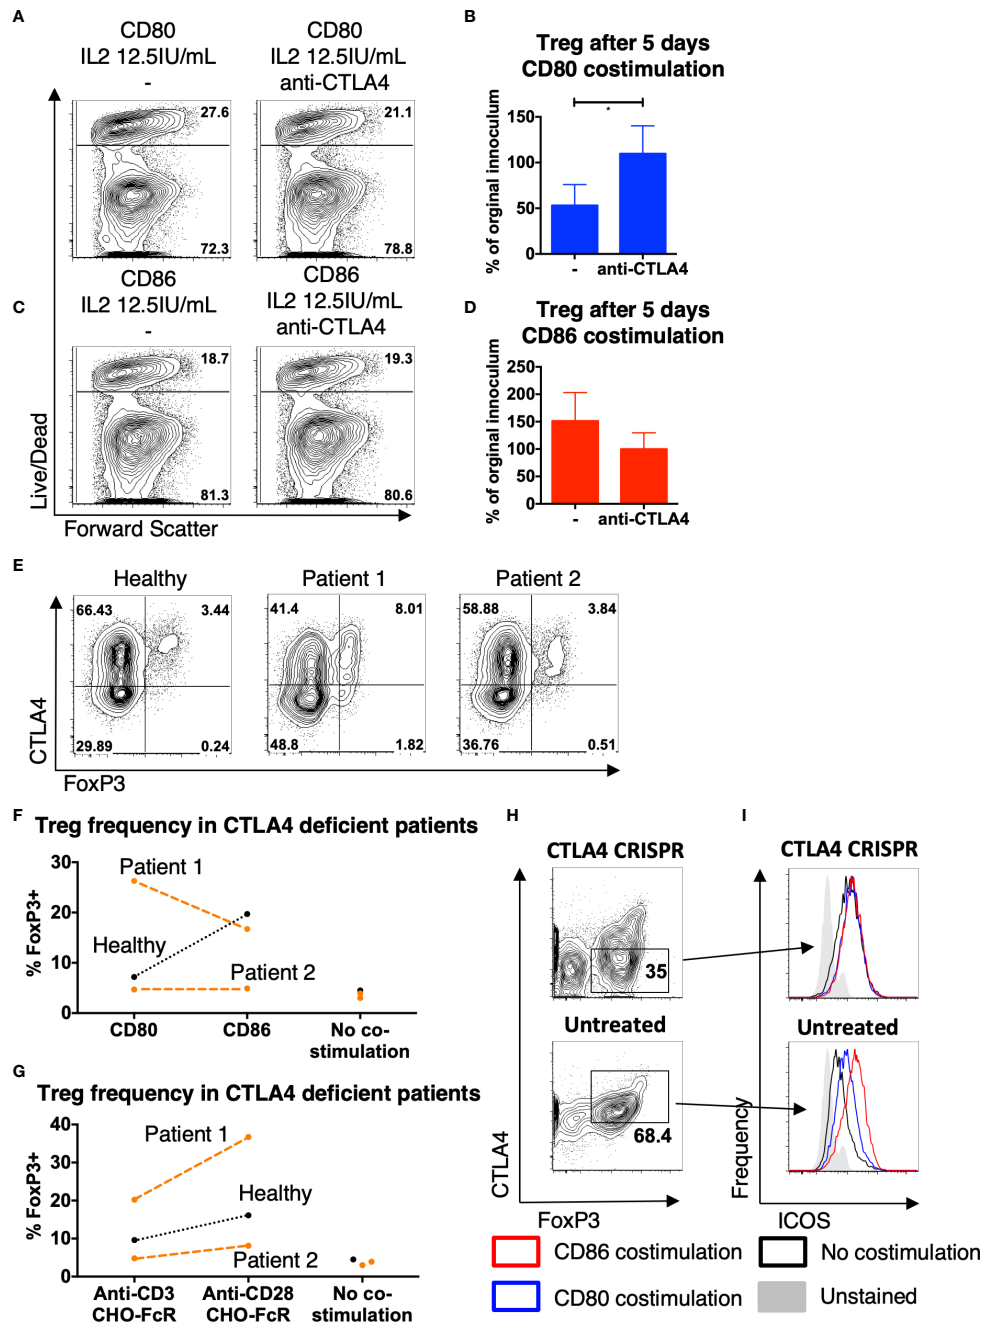 A
CD80
IL2 12.5IU/mL
-
CD80
IL2 12.5IU/mL
anti-CTLA4
27.6
72.3
21.1
78.8
B
Treg after 5 days
CD80 costimulation
*
% of orginal innoculum
150
100
50
0
-
anti-CTLA4
C
CD86
IL2 12.5IU/mL
-
CD86
IL2 12.5IU/mL
anti-CTLA4
18.7
81.3
19.3
80.6
Live/Dead
Forward Scatter
D
Treg after 5 days
CD86 costimulation
% of orginal innoculum
250
200
150
100
50
0
-
anti-CTLA4
E
Healthy
Patient 1
Patient 2
66.43
3.44
29.89
0.24
41.4
8.01
48.8
1.82
58.88
3.84
36.76
0.51
CTLA4
FoxP3
F
Treg frequency in CTLA4 deficient patients
% FoxP3+
30
20
10
0
Patient 1
Healthy
Patient 2
CD80
CD86
No co-
stimulation
G
Treg frequency in CTLA4 deficient patients
% FoxP3+
40
30
20
10
0
Patient 1
Healthy
Patient 2
Anti-CD3
CHO-FcR
Anti-CD28
CHO-FcR
No co-
stimulation
H
CTLA4 CRISPR
35
Untreated
68.4
CTLA4
FoxP3
I
CTLA4 CRISPR
Untreated
Frequency
ICOS
CD86 costimulation
No costimulation
CD80 costimulation
Unstained